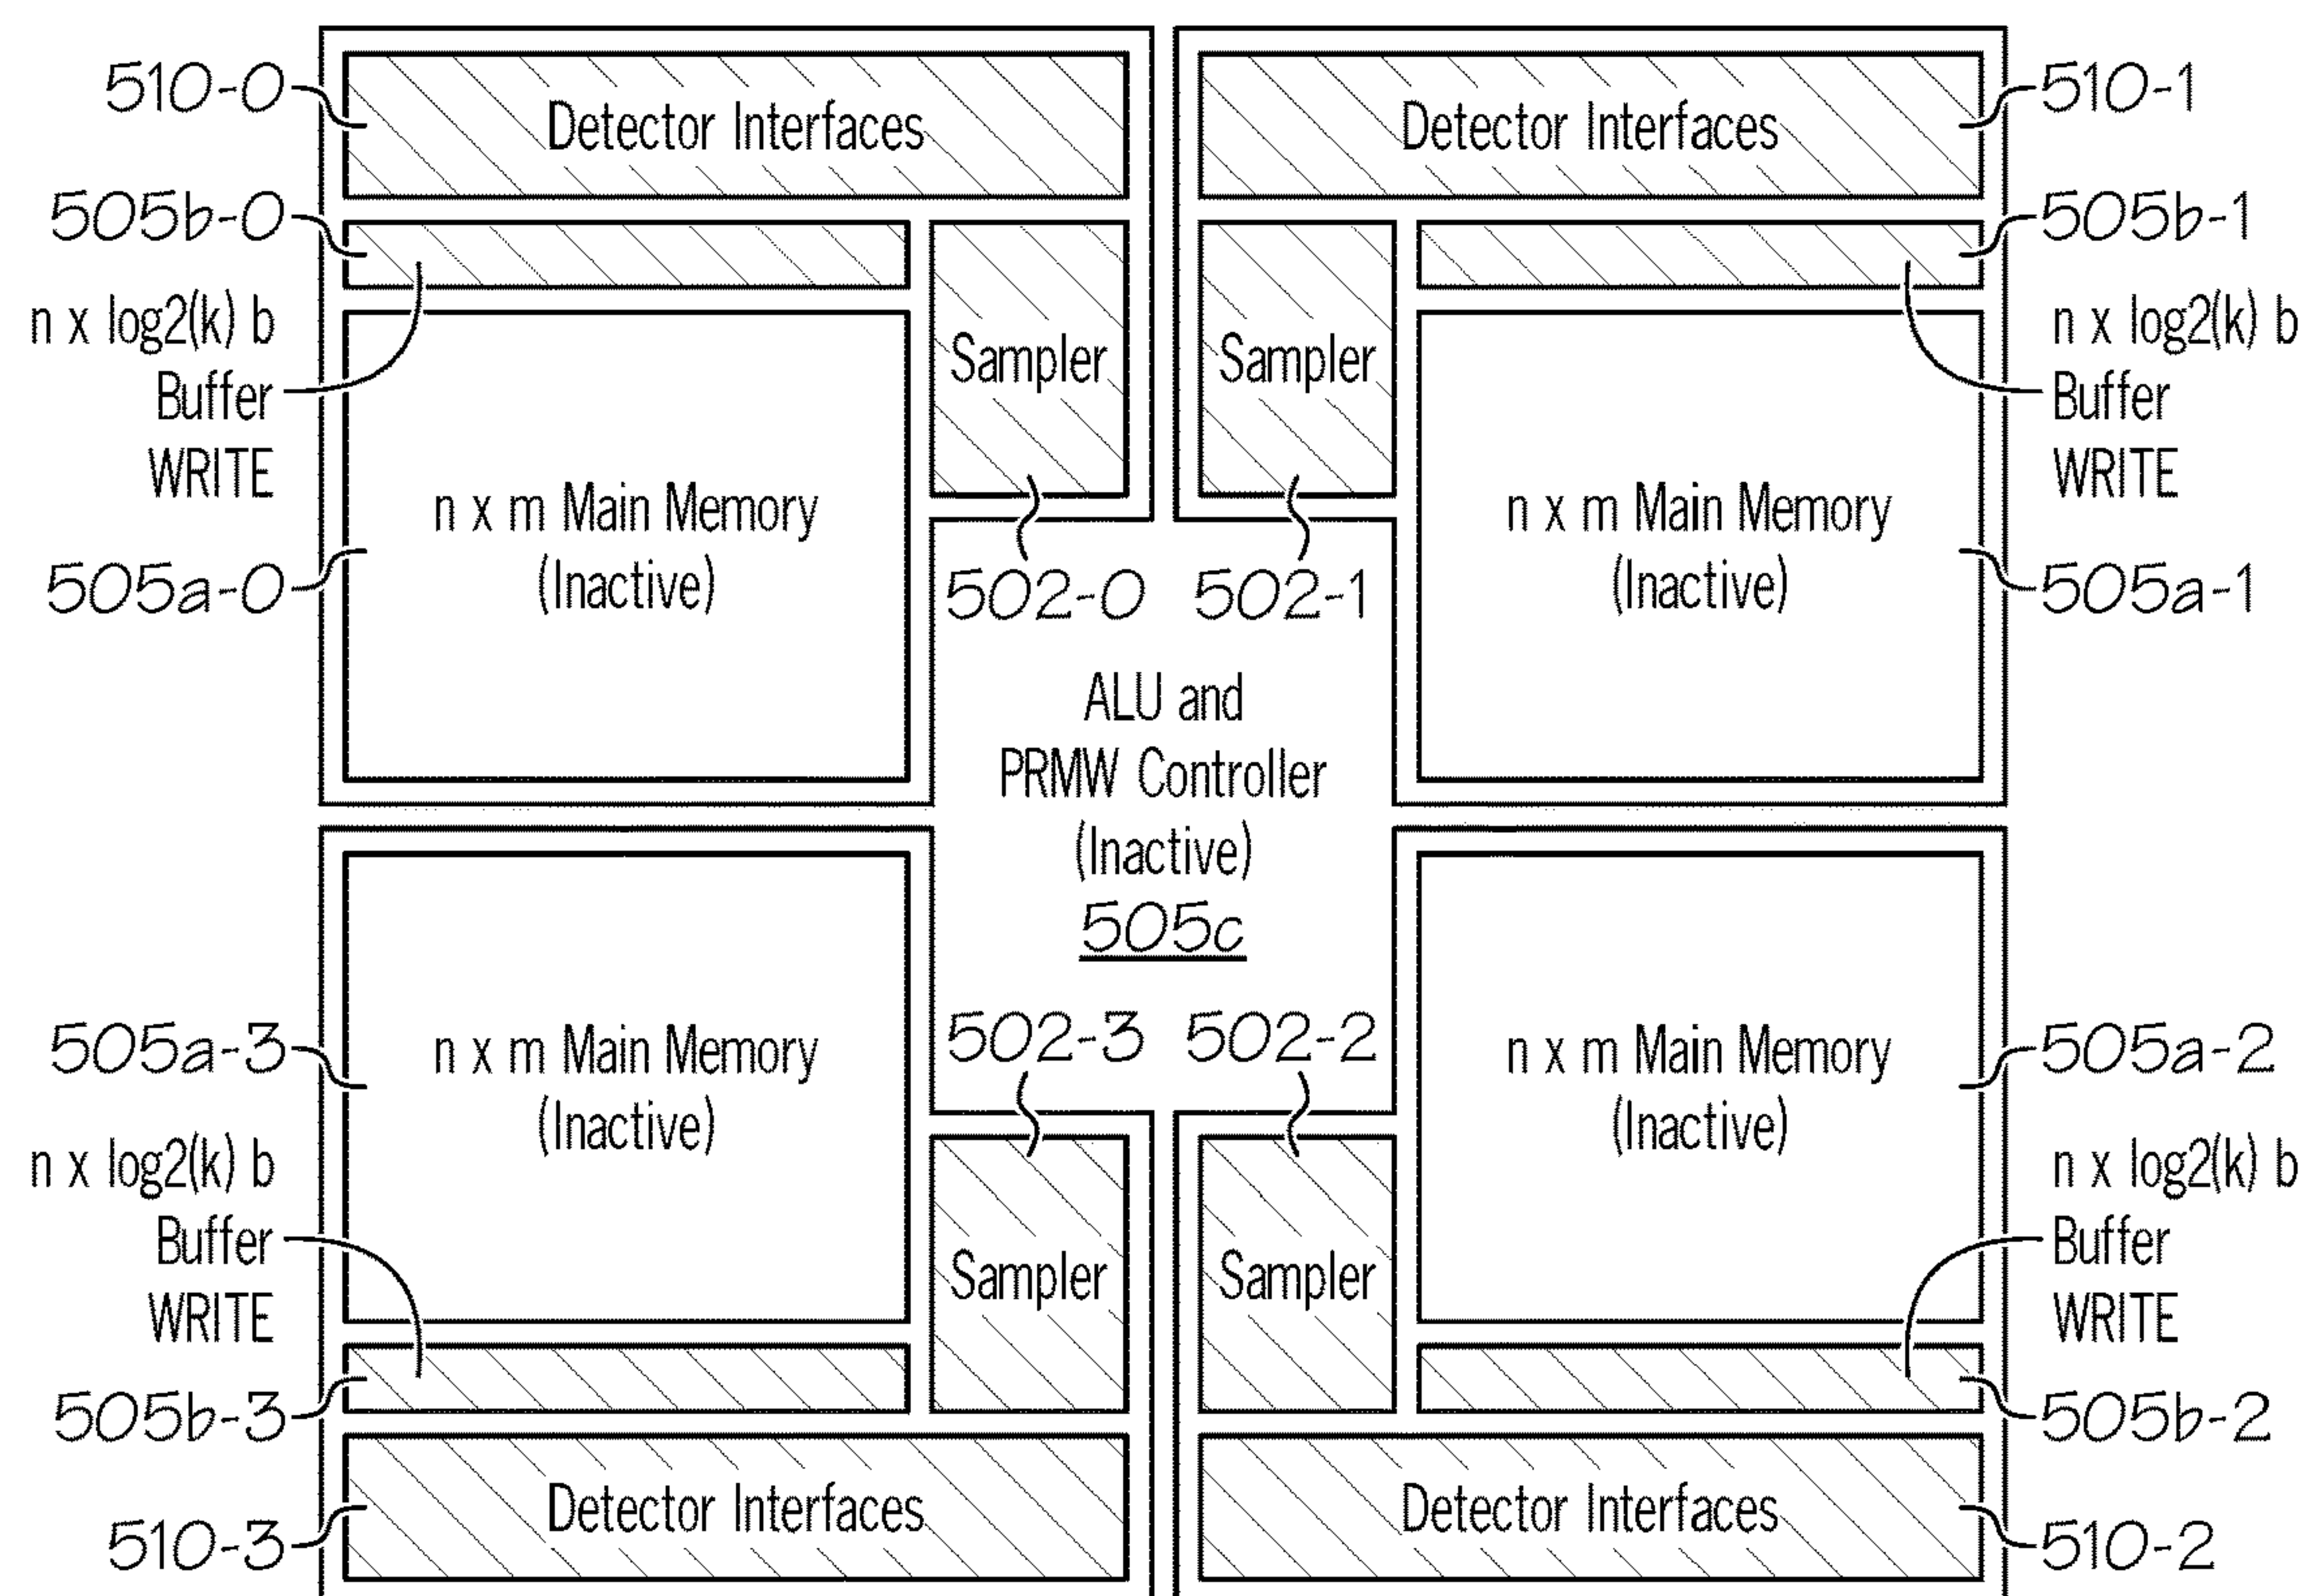 510-0
Detector Interfaces
Detector Interfaces
510-1
505b-0
505b-1
n x log2(k) b
Buffer
WRITE
Sampler
Sampler
n x log2(k) b
Buffer
WRITE
n x m Main Memory
(Inactive)
n x m Main Memory
(Inactive)
505a-0
502-0
502-1
505a-1
ALU and
PRMW Controller
(Inactive)
505c
505a-3
n x m Main Memory
(Inactive)
502-3
502-2
n x m Main Memory
(Inactive)
505a-2
n x log2(k) b
Buffer
WRITE
Sampler
Sampler
n x log2(k) b
Buffer
WRITE
505b-3
505b-2
Detector Interfaces
Detector Interfaces
510-3
510-2